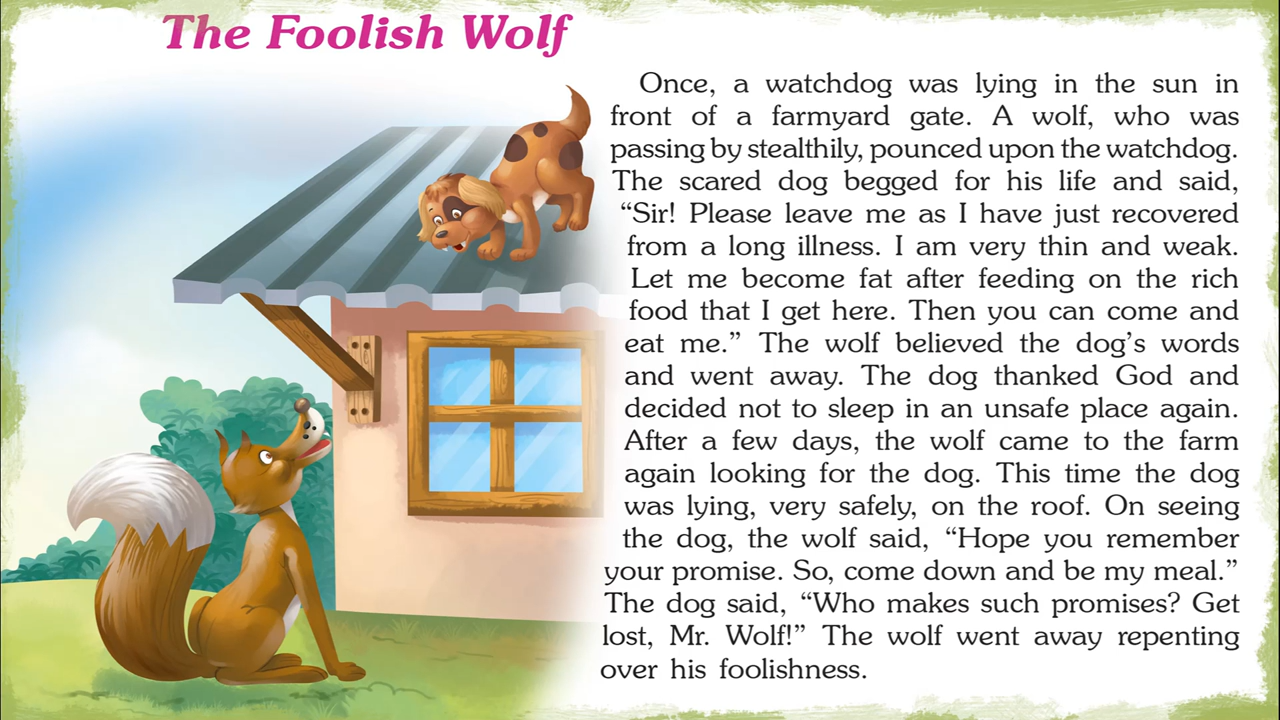 The Foolish Wolf
Once, a watchdog was lying in the sun in
front of a farmyard gate. A wolf, who was
passing by stealthily, pounced upon the watchdog.
The scared dog begged for his life and said,
“Sir! Please leave me as I have just recovered
from a long illness. I am very thin and weak.
Let me become fat after feeding on the rich
food that I get here. Then you can come and
eat me.” The wolf believed the dog’s words
and went away. The dog thanked God and
decided not to sleep in an unsafe place again.
After a few days, the wolf came to the farm
again looking for the dog. This time the dog
was lying, very safely, on the roof. On seeing
the dog, the wolf said, “Hope you remember
your promise. So, come down and be my meal.”
The dog said, “Who makes such promises? Get
lost, Mr. Wolf!” The wolf went away repenting
over his foolishness.